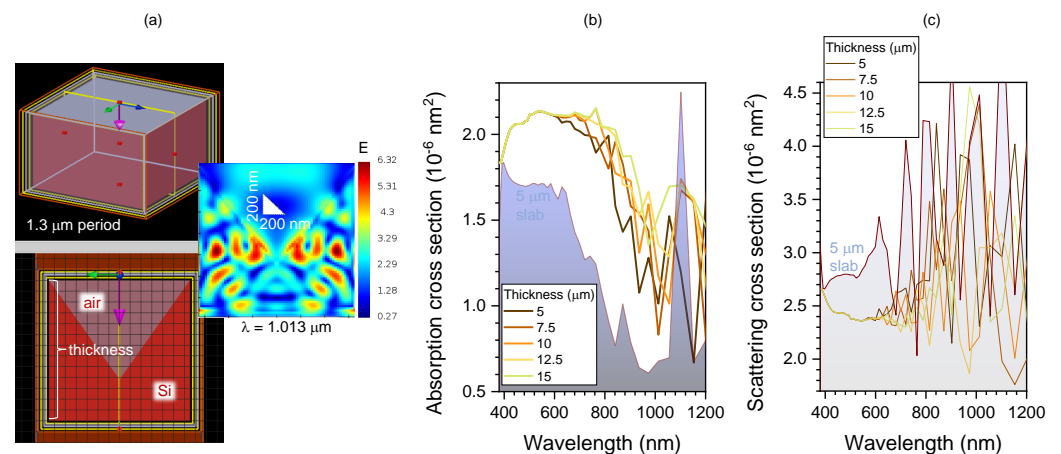 (a)
(b)
(c)
1.3 μm period
air
thickness
Si
200 nm
200 nm
λ = 1.013 μm
E
6.32
5.31
4.3
3.29
2.29
1.28
0.27
Absorption cross section (10⁻⁶ nm²)
2.0
1.5
1.0
0.5
5 μm
slab
Thickness (μm)
5
7.5
10
12.5
15
400 600 800 1000 1200
Wavelength (nm)
Scattering cross section (10⁻⁶ nm²)
4.5
4.0
3.5
3.0
2.5
2.0
Thickness (μm)
5
7.5
10
12.5
15
5 μm
slab
400 600 800 1000 1200
Wavelength (nm)